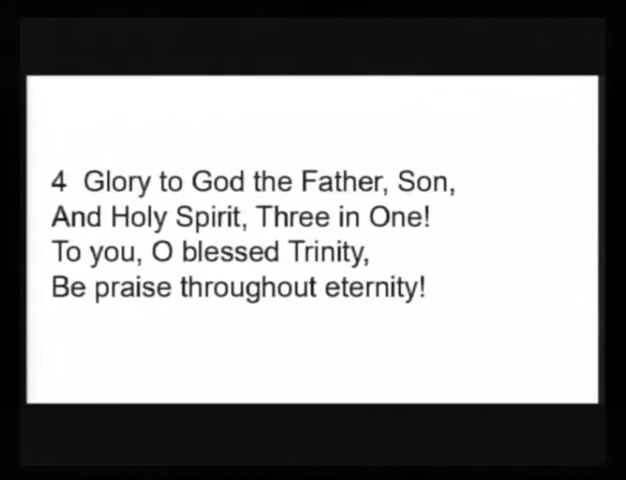 4 Glory to God the Father, Son,
And Holy Spirit, Three in One!
To you, O blessed Trinity,
Be praise throughout eternity!